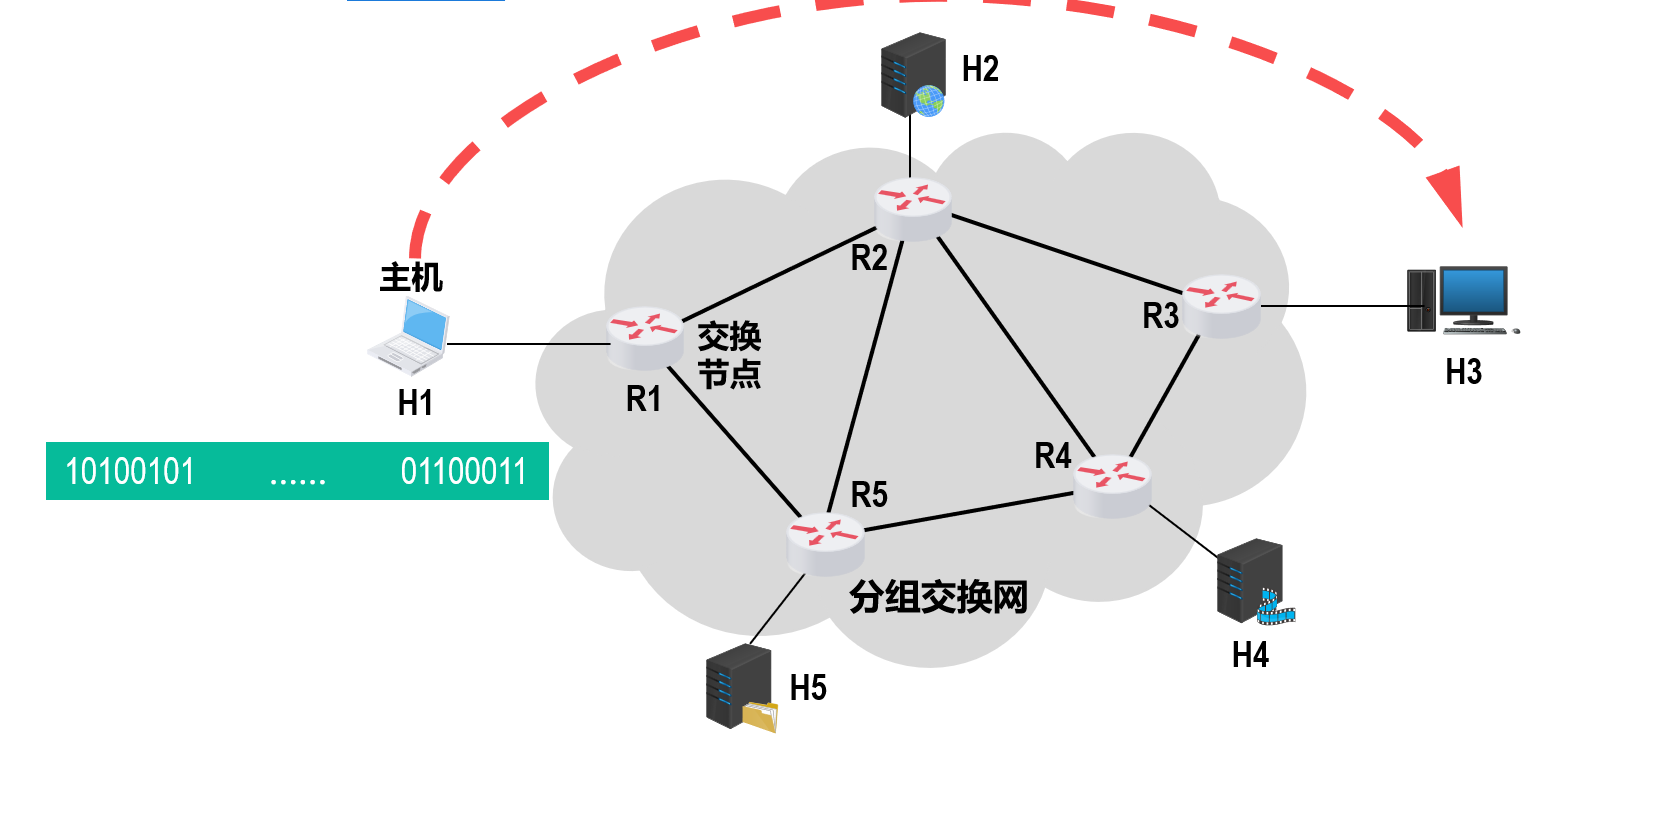 H2
主机
R2
R3
交换
节点
H1
R1
H3
10100101 ...... 01100011
R4
R5
分组交换网
H4
H5